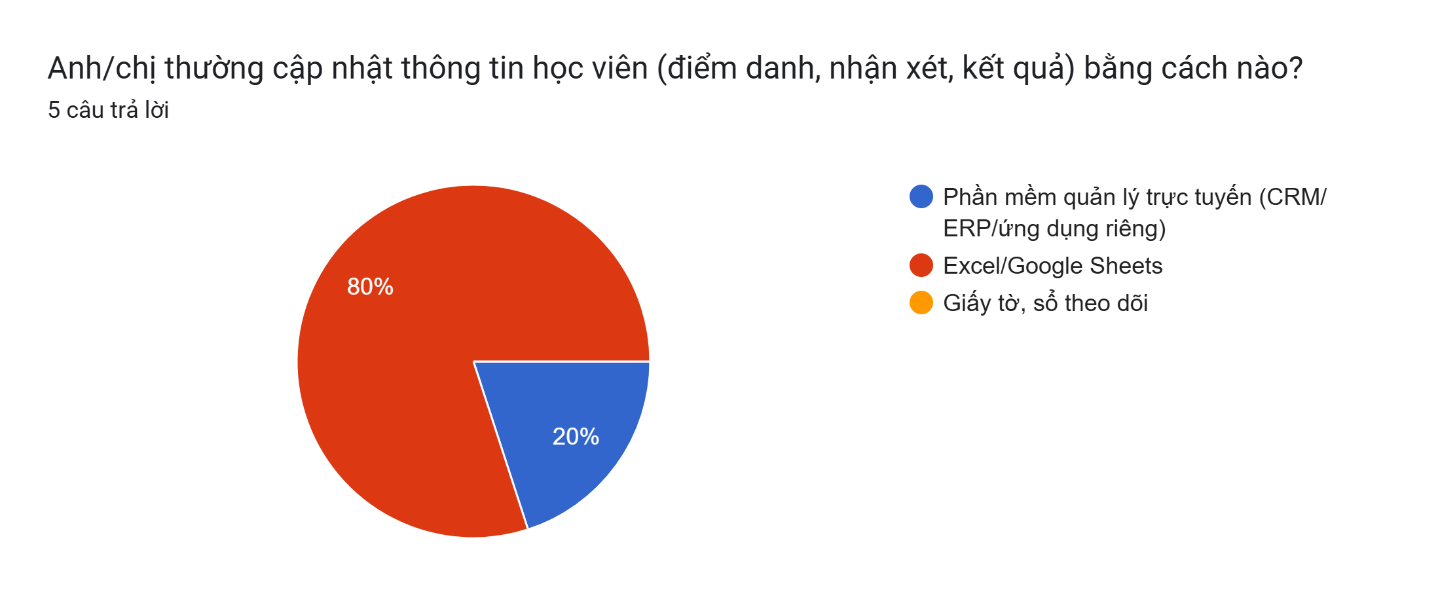 Anh/chị thường cập nhật thông tin học viên (điểm danh, nhận xét, kết quả) bằng cách nào?
5 câu trả lời
80%
20%
Phần mềm quản lý trực tuyến (CRM/
ERP/ứng dụng riêng)
Excel/Google Sheets
Giấy tờ, sổ theo dõi